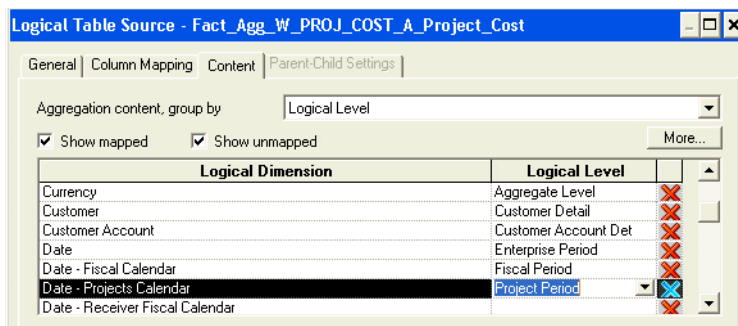 Logical Table Source - Fact_Agg_W_PROJ_COST_A_Project_Cost
General Column Mapping Content Parent-Child Settings
Aggregation content, group by Logical Level
Show mapped Show unmapped More...
Logical Dimension Logical Level
Currency Aggregate Level
Customer Customer Detail
Customer Account Customer Account Det
Date Enterprise Period
Date - Fiscal Calendar Fiscal Period
Date - Projects Calendar Project Period
Date - Receiver Fiscal Calendar